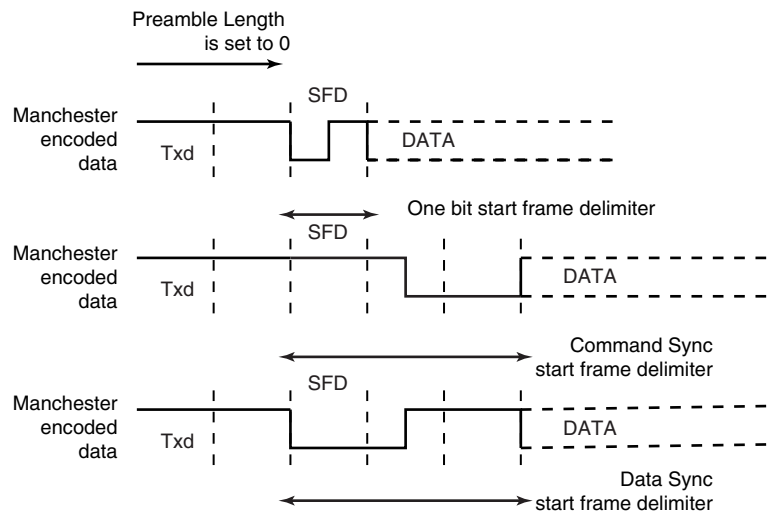 Preamble Length
is set to 0
SFD
Manchester
encoded
data
Txd
DATA
One bit start frame delimiter
SFD
Manchester
encoded
data
Txd
DATA
Command Sync
start frame delimiter
SFD
Manchester
encoded
data
Txd
DATA
Data Sync
start frame delimiter